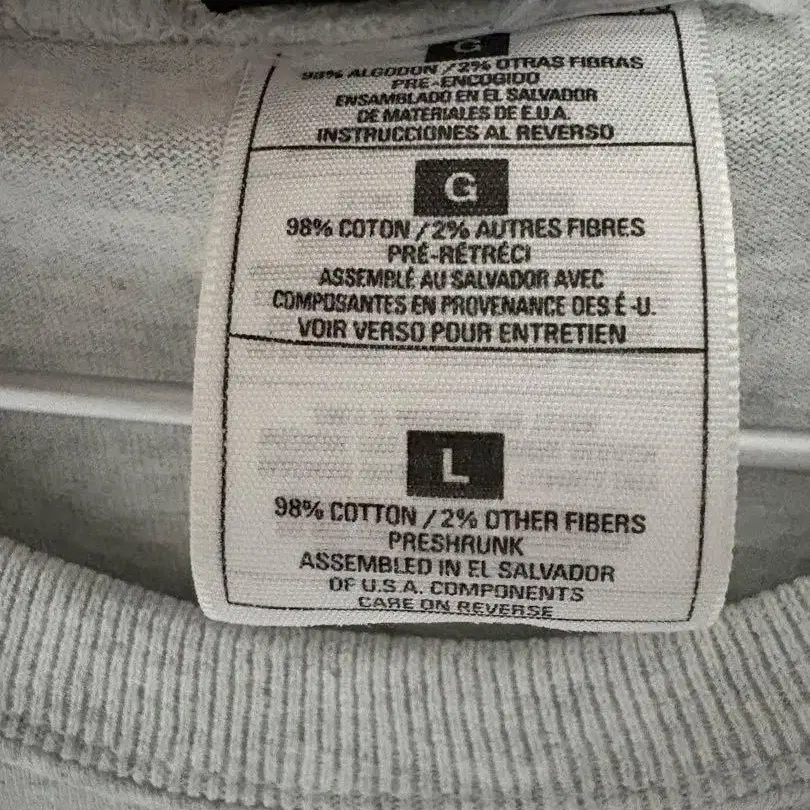 G
98% ALGODON / 2% OTRAS FIBRAS
PRE-ENCOGIDO
ENSAMBLADO EN EL SALVADOR
DE MATERIALES DE E.U.A.
INSTRUCCIONES AL REVERSO
G
98% COTON / 2% AUTRES FIBRES
PRÉ-RÉTRÉCI
ASSEMBLÉ AU SALVADOR AVEC
COMPOSANTES EN PROVENANCE DES É-U.
VOIR VERSO POUR ENTRETIEN
L
98% COTTON / 2% OTHER FIBERS
PRESHRUNK
ASSEMBLED IN EL SALVADOR
OF U.S.A. COMPONENTS
CARE ON REVERSE